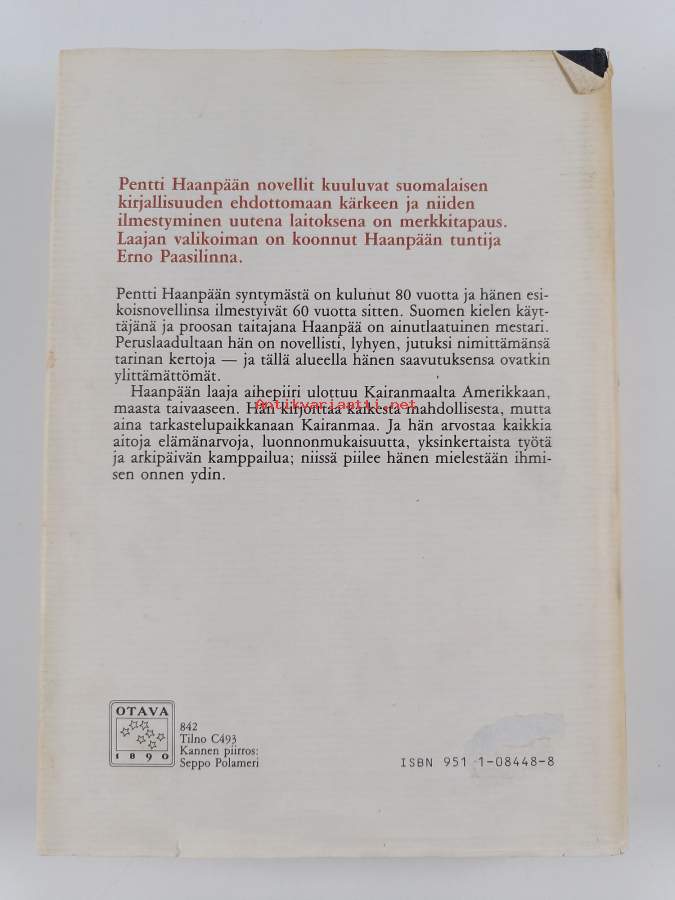 Pentti Haanpään novellit kuuluvat suomalaisen
kirjallisuuden ehdottomaan kärkeen ja niiden
ilmestyminen uutena laitoksena on merkkitapaus.
Laajan valikoiman on koonnut Haanpään tuntija
Erno Paasilinna.
Pentti Haanpään syntymästä on kulunut 80 vuotta ja hänen esi-
koisnovellinsa ilmestyivät 60 vuotta sitten. Suomen kielen käyt-
täjänä ja proosan taitajana Haanpää on ainutlaatuinen mestari.
Peruslaadultaan hän on novellisti, lyhyen, jutuksi nimittämänsä
tarinan kertoja — ja tällä alueella hänen saavutuksensa ovatkin
ylittämättömät.
Haanpään laaja aihepiiri ulottuu Kairanmaalta Amerikkaan,
maasta taivaaseen. Hän kirjoittaa kaikesta mahdollisesta, mutta
Antikvariaatti.net
aina tarkastelupaikkanaan Kairanmaa. Ja hän arvostaa kaikkia
aitoja elämänarvoja, luonnonmukaisuutta, yksinkertaista työtä
ja arkipäivän kamppailua; niissä piilee hänen mielestään ihmi-
sen onnen ydin.
OTAVA
1890
842
Tilno C493
Kannen piirros:
Seppo Polameri
ISBN 951 1-08448-8